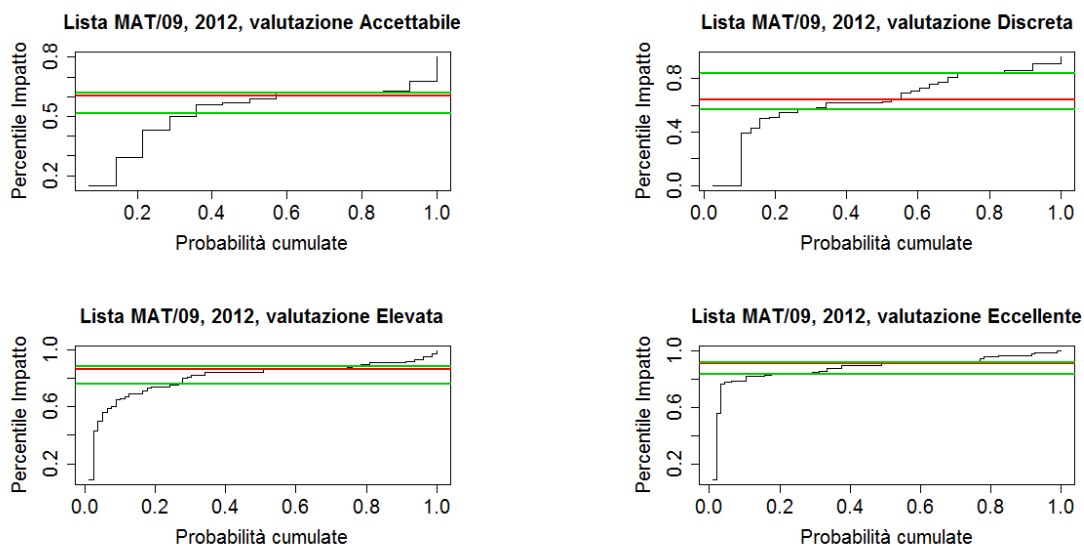 Lista MAT/09, 2012, valutazione Accettabile
Percentile Impatto
0.2 0.5 0.8
0.2 0.4 0.6 0.8 1.0
Probabilità cumulate
Lista MAT/09, 2012, valutazione Discreta
Percentile Impatto
0.0 0.4 0.8
0.0 0.2 0.4 0.6 0.8 1.0
Probabilità cumulate
Lista MAT/09, 2012, valutazione Elevata
Percentile Impatto
0.2 0.6 1.0
0.0 0.2 0.4 0.6 0.8 1.0
Probabilità cumulate
Lista MAT/09, 2012, valutazione Eccellente
Percentile Impatto
0.2 0.6 1.0
0.0 0.2 0.4 0.6 0.8 1.0
Probabilità cumulate